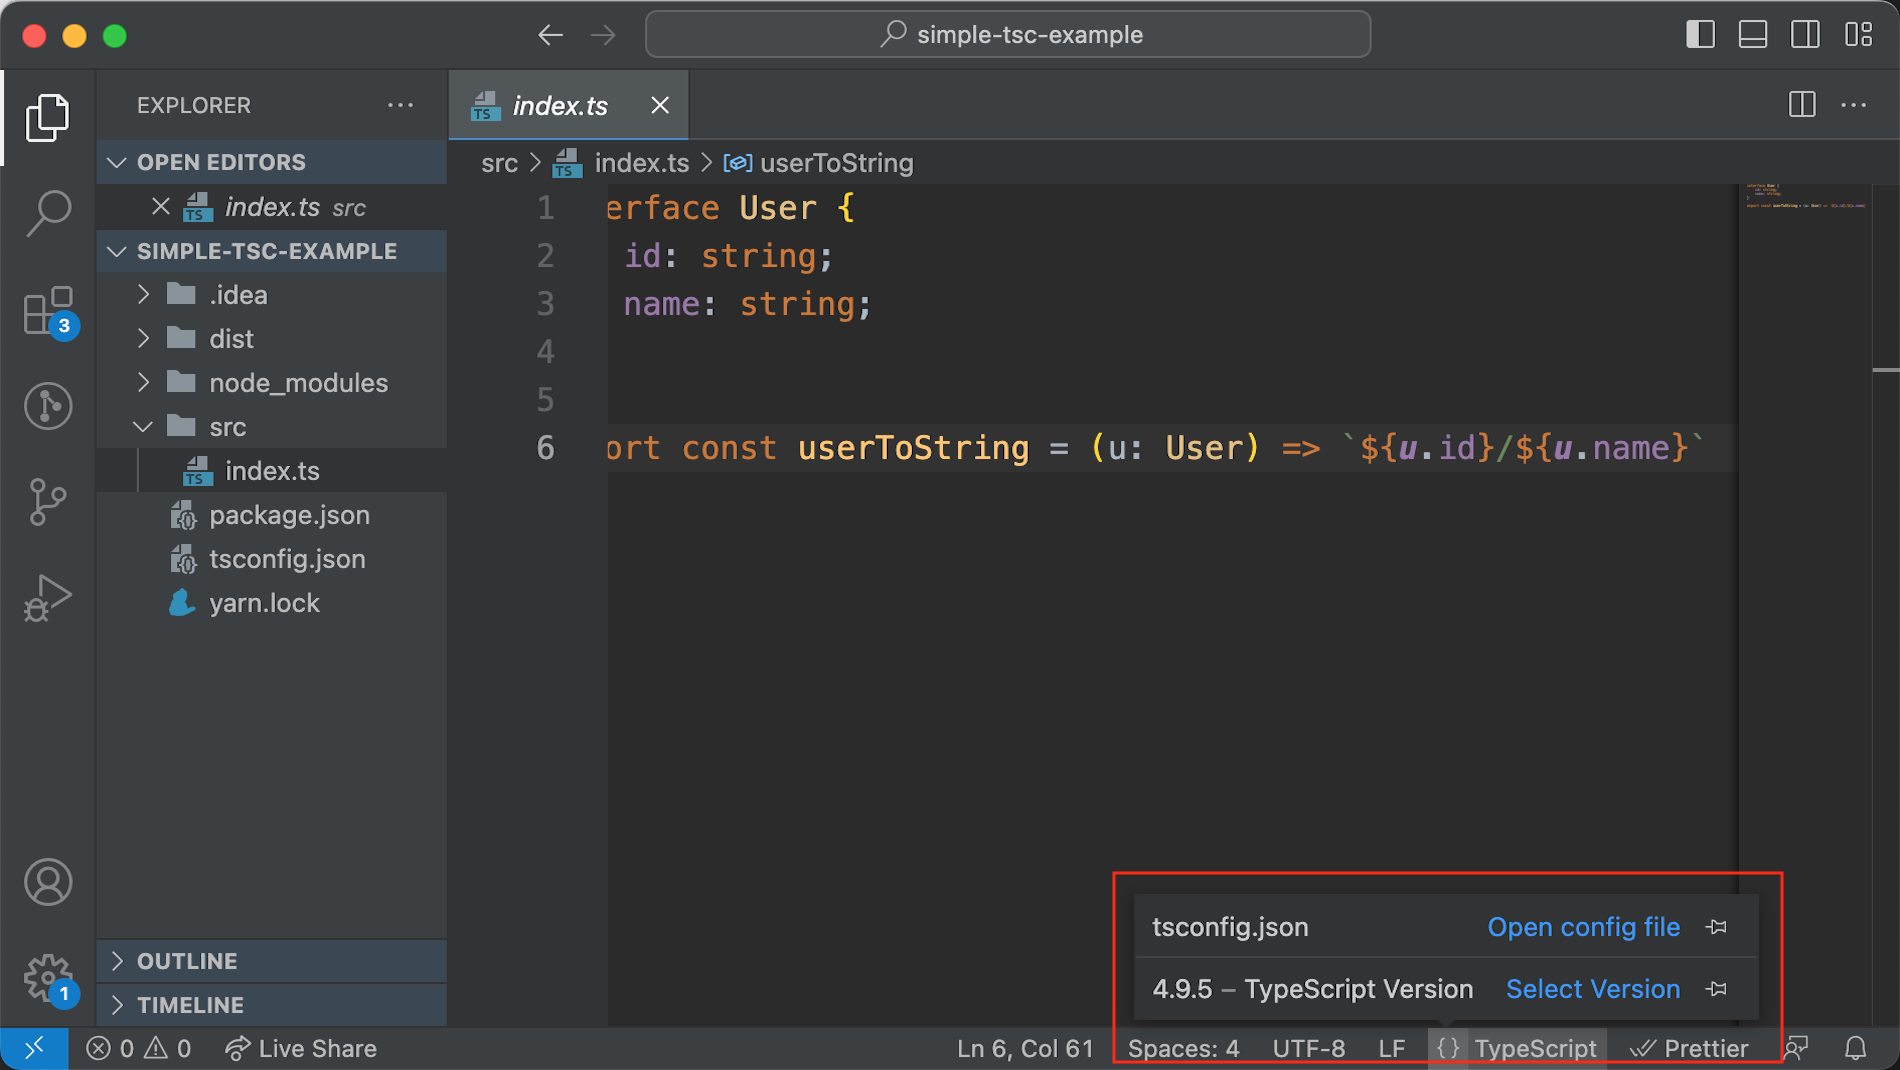 simple-tsc-example
EXPLORER
index.ts
OPEN EDITORS
index.ts src
SIMPLE-TSC-EXAMPLE
.idea
dist
node_modules
src
index.ts
package.json
tsconfig.json
yarn.lock
OUTLINE
TIMELINE
src > index.ts > userToString
1 erface User {
2 id: string;
3 name: string;
4
5
6 ort const userToString = (u: User) => `${u.id}/${u.name}`
tsconfig.json Open config file
4.9.5 – TypeScript Version Select Version
3
1
0 0 Live Share Ln 6, Col 61 Spaces: 4 UTF-8 LF {} TypeScript Prettier